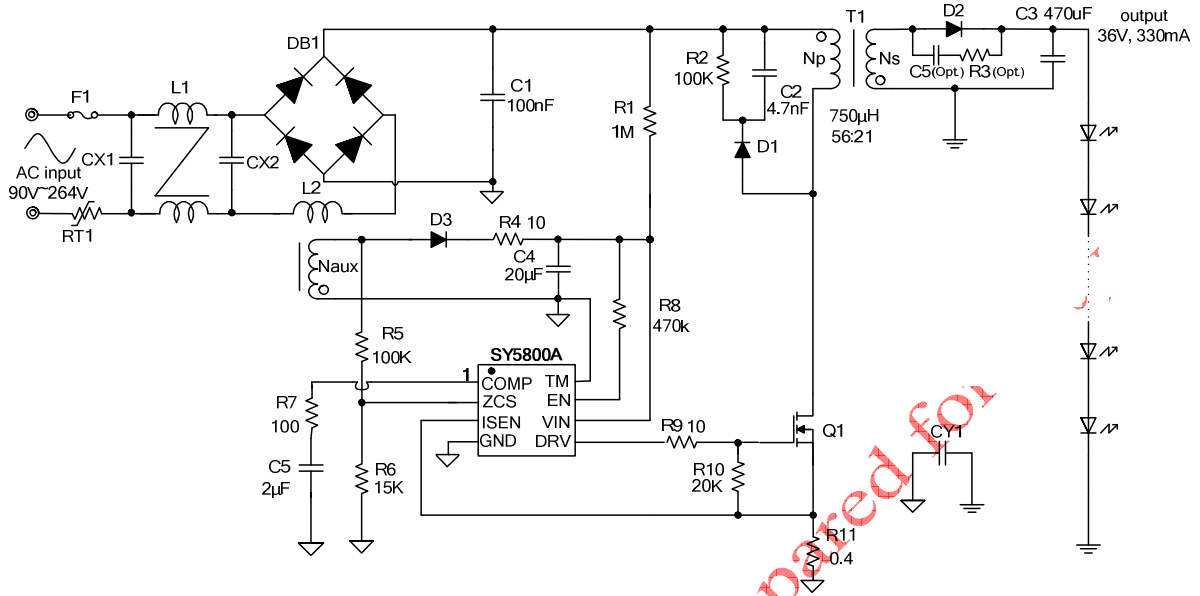 T1
D2
C3 470uF
output
36V, 330mA
DB1
R2
100K
Np
Ns
C5(Opt.)
R3(Opt.)
C1
100nF
C2
4.7nF
R1
1M
750µH
56:21
D1
F1
L1
AC input
90V~264V
CX1
CX2
L2
RT1
D3
R4 10
C4
20µF
Naux
R8
470k
R5
100K
SY5800A
1
COMP
TM
ZCS
EN
ISEN
VIN
GND
DRV
R7
100
C5
2µF
R6
15K
R9 10
R10
20K
Q1
CY1
R11
0.4
pared for